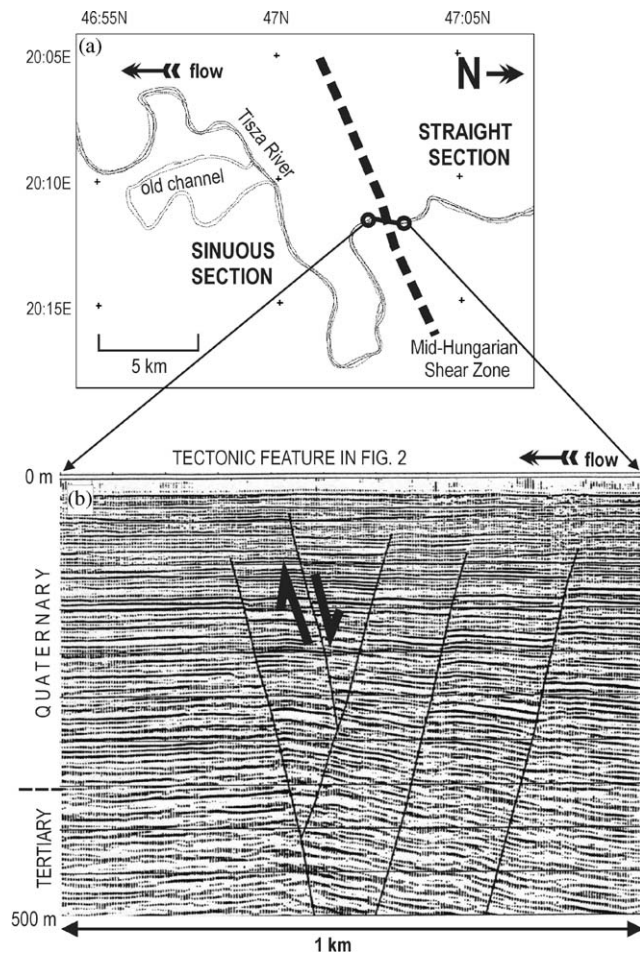 46:55N 47N 47:05N
20:05E
(a)
flow
N
Tisza River
STRAIGHT
SECTION
20:10E
old channel
SINUOUS
SECTION
20:15E
5 km
Mid-Hungarian
Shear Zone
TECTONIC FEATURE IN FIG. 2
flow
0 m
(b)
QUATERNARY
TERTIARY
500 m
1 km